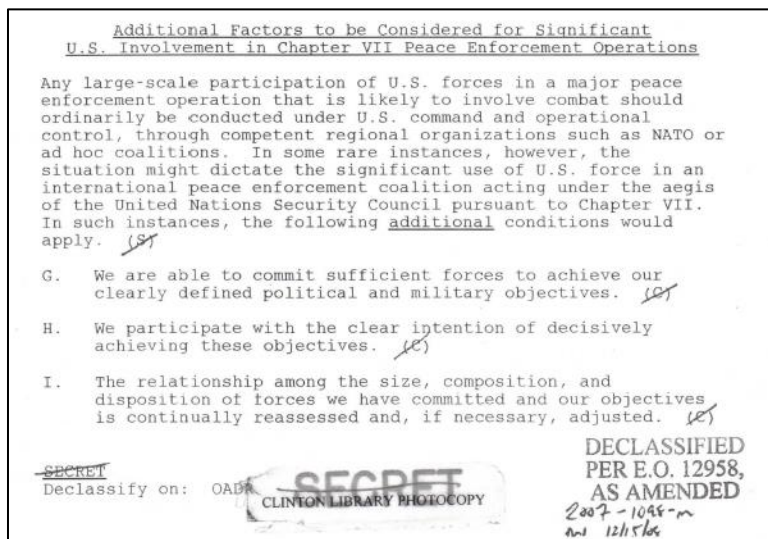 Additional Factors to be Considered for Significant
U.S. Involvement in Chapter VII Peace Enforcement Operations
Any large-scale participation of U.S. forces in a major peace
enforcement operation that is likely to involve combat should
ordinarily be conducted under U.S. command and operational
control, through competent regional organizations such as NATO or
ad hoc coalitions. In some rare instances, however, the
situation might dictate the significant use of U.S. force in an
international peace enforcement coalition acting under the aegis
of the United Nations Security Council pursuant to Chapter VII.
In such instances, the following additional conditions would
apply. (S)
G. We are able to commit sufficient forces to achieve our
clearly defined political and military objectives. (C)
H. We participate with the clear intention of decisively
achieving these objectives. (C)
I. The relationship among the size, composition, and
disposition of forces we have committed and our objectives
is continually reassessed and, if necessary, adjusted. (C)
SECRET
Declassify on: OADR
SECRET
CLINTON LIBRARY PHOTOCOPY
DECLASSIFIED
PER E.O. 12958,
AS AMENDED
2007-1098-m
12/15/08